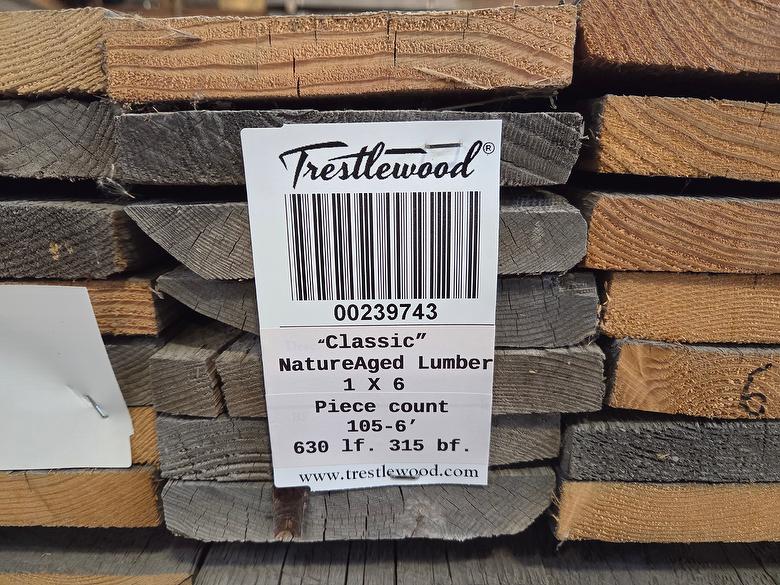 Trestlewood®
00239743
"Classic"
NatureAged Lumber
1 X 6
Piece count
105-6'
630 lf. 315 bf.
www.trestlewood.com